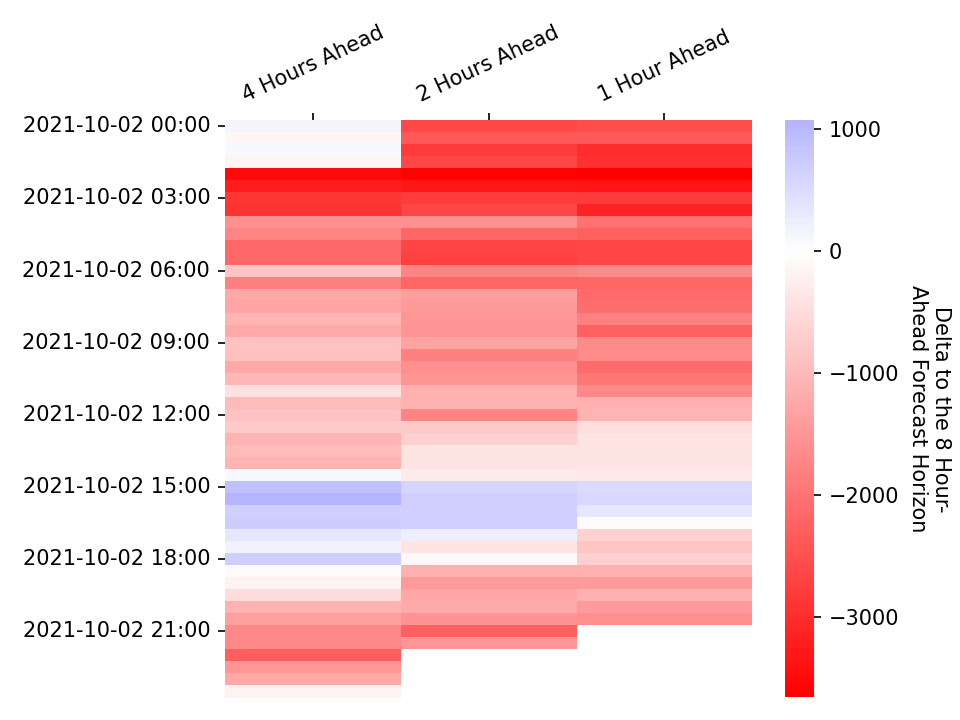 4 Hours Ahead
2 Hours Ahead
1 Hour Ahead
2021-10-02 00:00
2021-10-02 03:00
2021-10-02 06:00
2021-10-02 09:00
2021-10-02 12:00
2021-10-02 15:00
2021-10-02 18:00
2021-10-02 21:00
1000
0
−1000
−2000
−3000
Delta to the 8 Hour-
Ahead Forecast Horizon